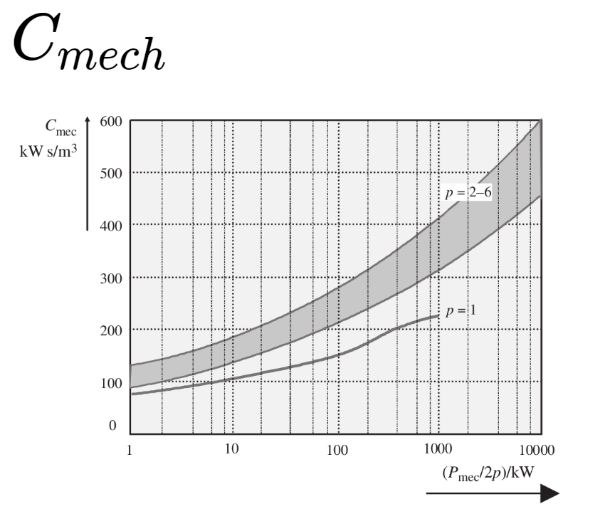 C_mech
C_mec
kW s/m³
600
500
400
300
200
100
0
p = 2–6
p = 1
1 10 100 1000 10000
(P_mec/2p)/kW